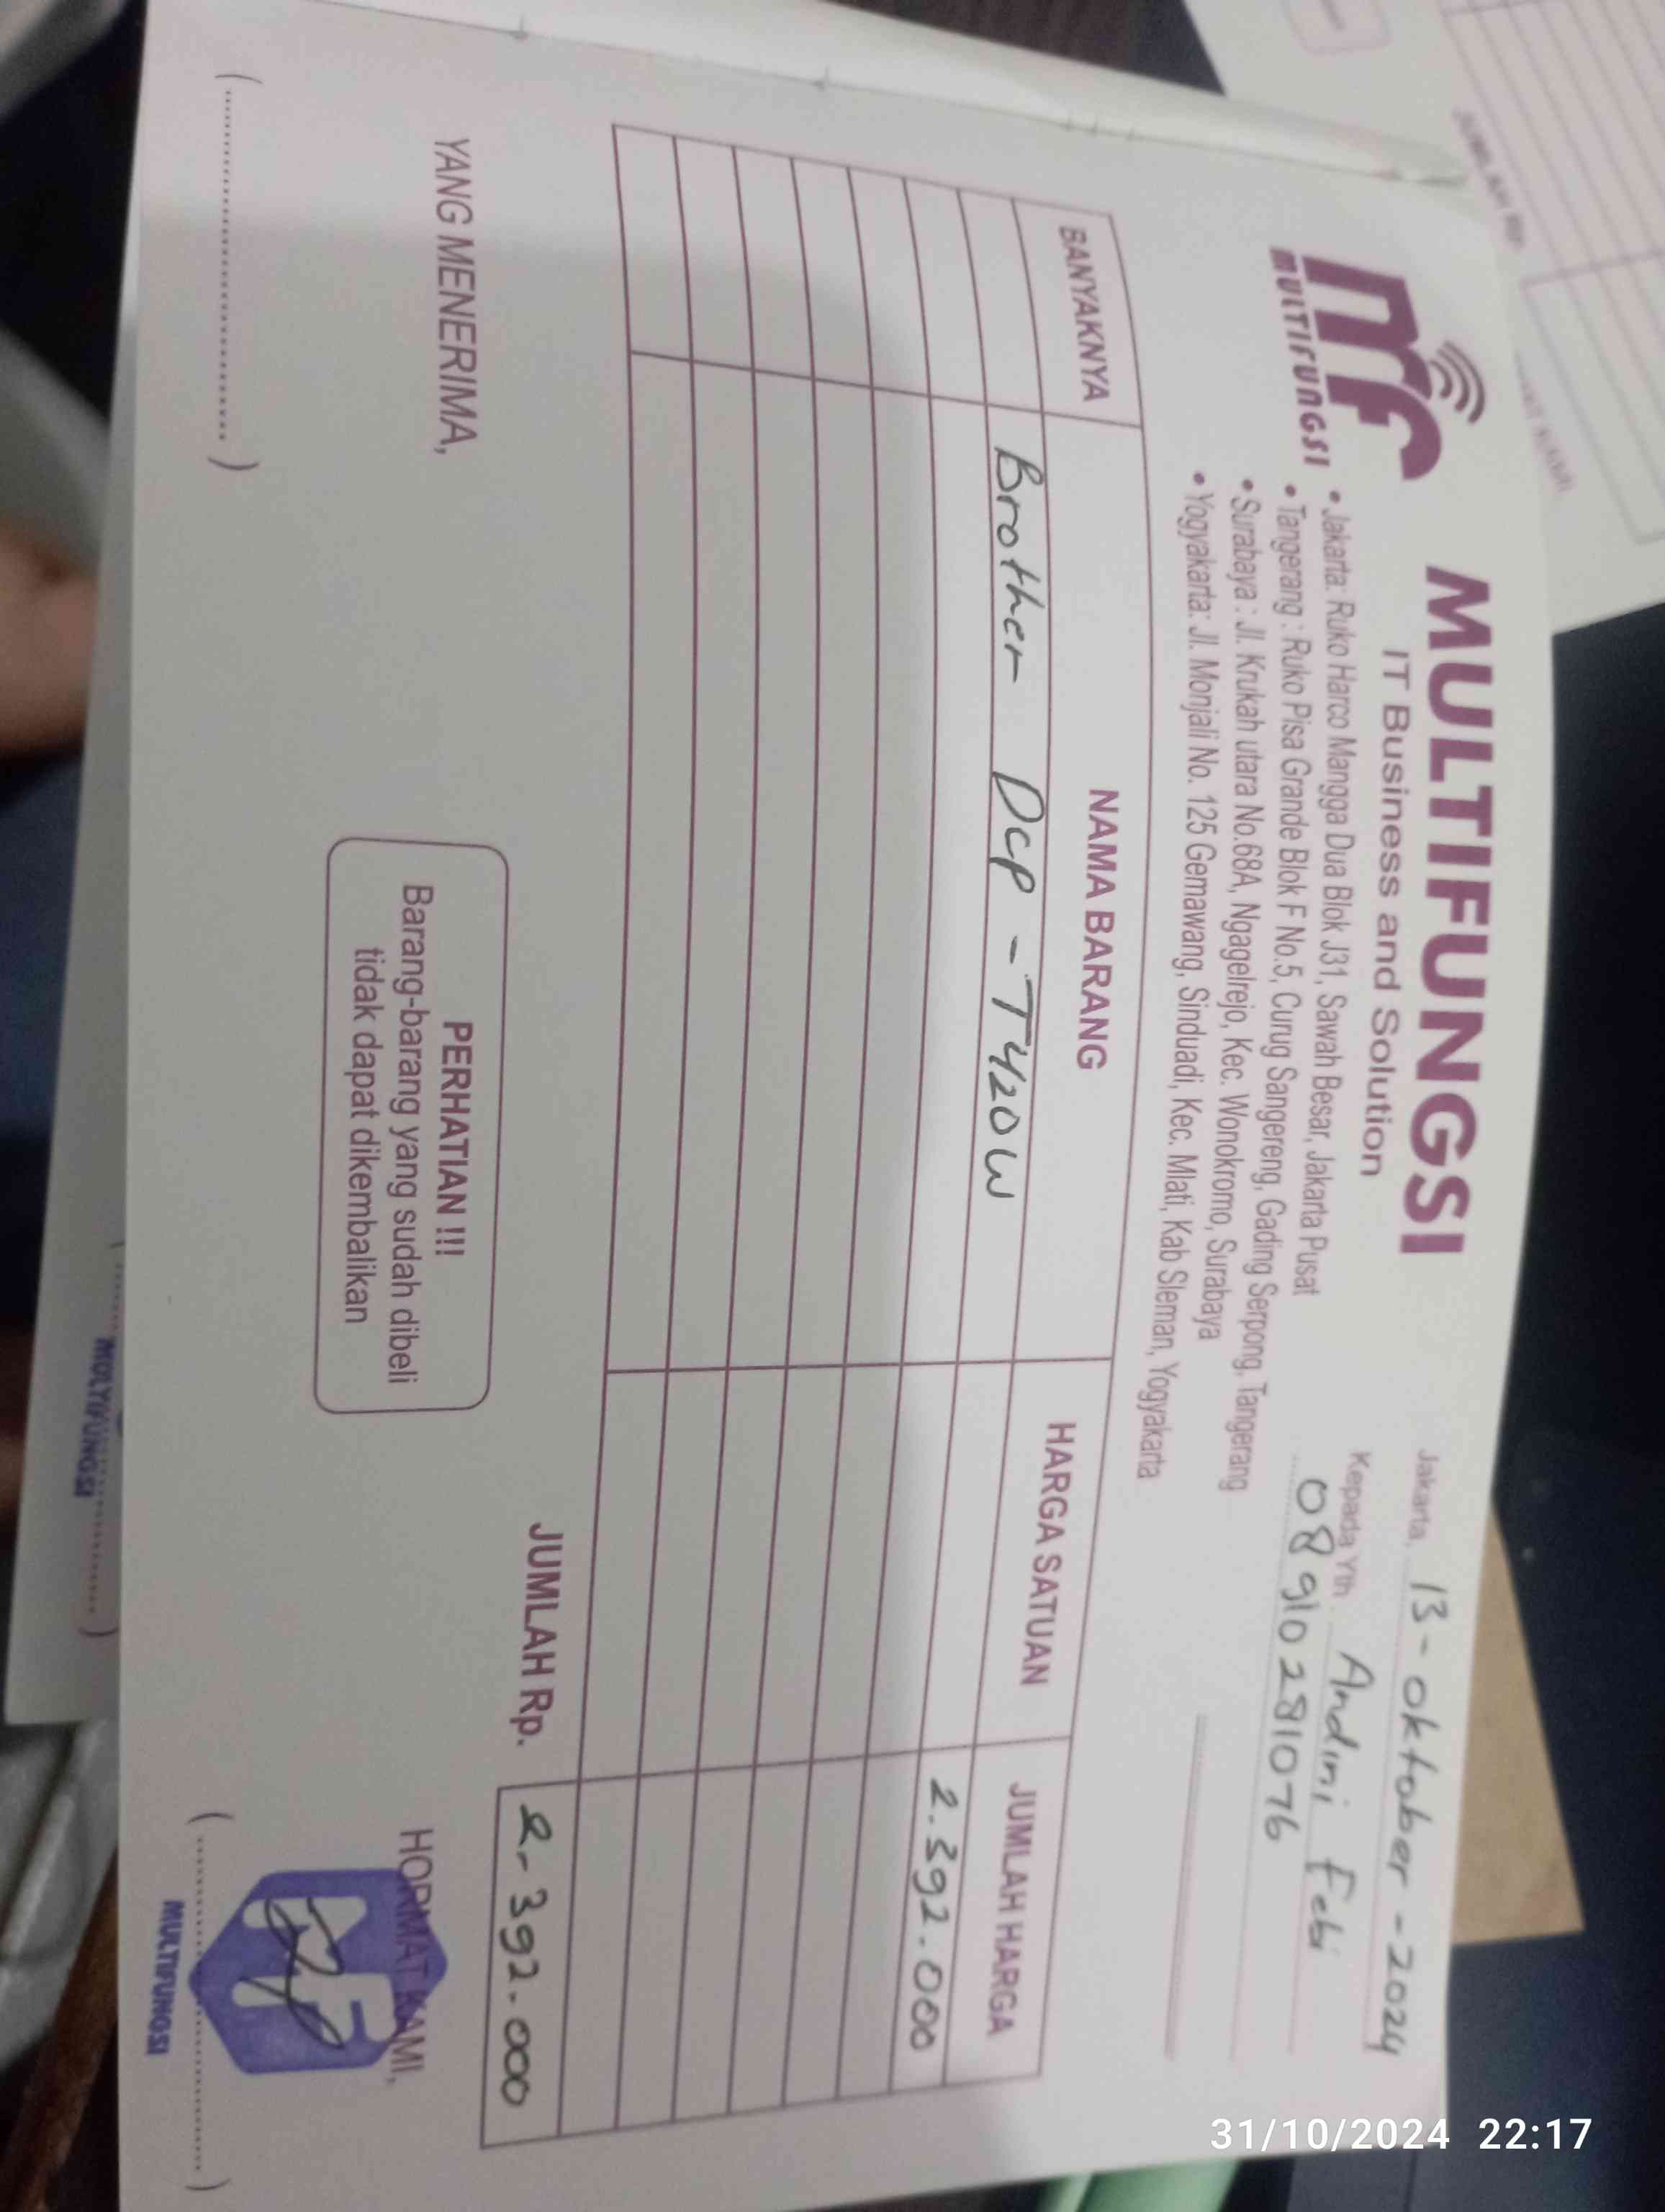 MULTIFUNGSI
MULTIFUNGSI
IT Business and Solution
• Jakarta: Ruko Harco Mangga Dua Blok J31, Sawah Besar, Jakarta Pusat
• Tangerang : Ruko Pisa Grande Blok F No.5, Curug Sangereng, Gading Serpong, Tangerang
• Surabaya : Jl. Krukah utara No.68A, Ngagelrejo, Kec. Wonokromo, Surabaya
• Yogyakarta: Jl. Monjali No. 125 Gemawang, Sinduadi, Kec. Mlati, Kab Sleman, Yogyakarta
Jakarta, 13 - oktober - 2024
Kepada Yth Andini Febi
08910281076
BANYAKNYA NAMA BARANG HARGA SATUAN JUMLAH HARGA
Brother Dcp - T420W 2.392.000
JUMLAH Rp. 2.392.000
YANG MENERIMA,
PERHATIAN !!!
Barang-barang yang sudah dibeli
tidak dapat dikembalikan
HORMAT KAMI,
MULTIFUNGSI
MULTIFUNGSI
31/10/2024 22:17